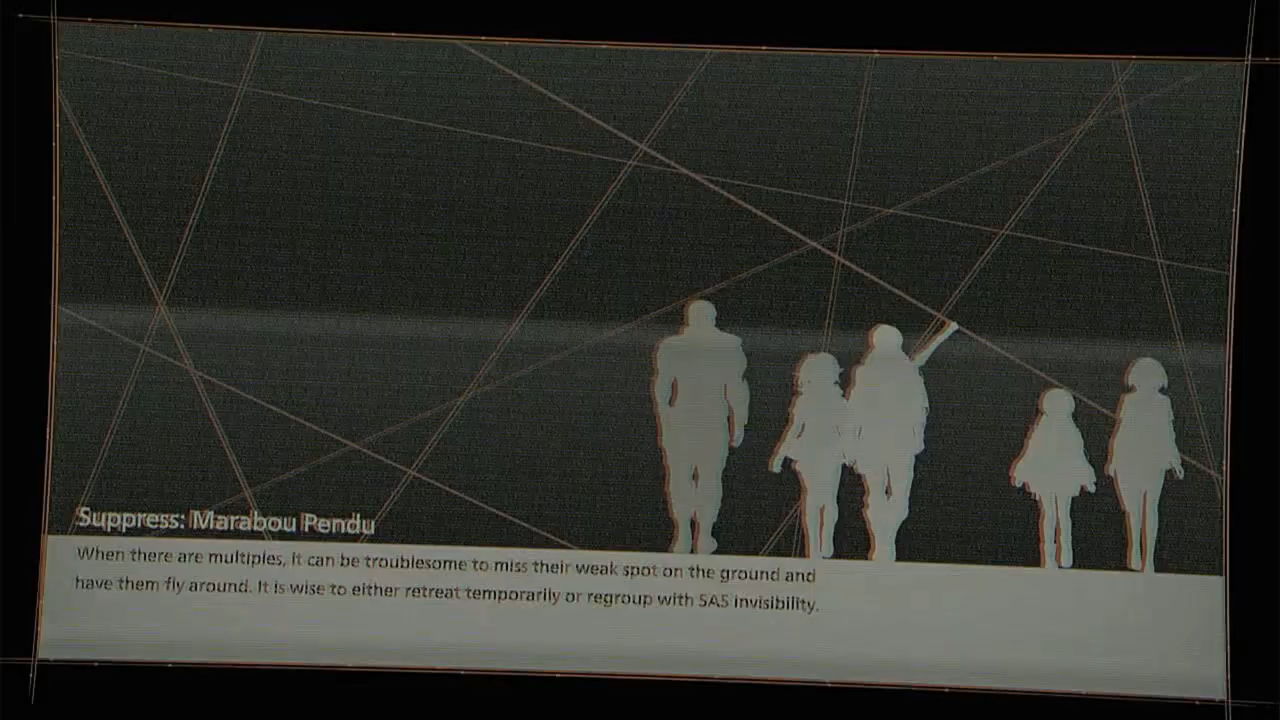 Suppress: Marabou Pendu
When there are multiples, it can be troublesome to miss their weak spot on the ground and
have them fly around. It is wise to either retreat temporarily or regroup with SAS invisibility.